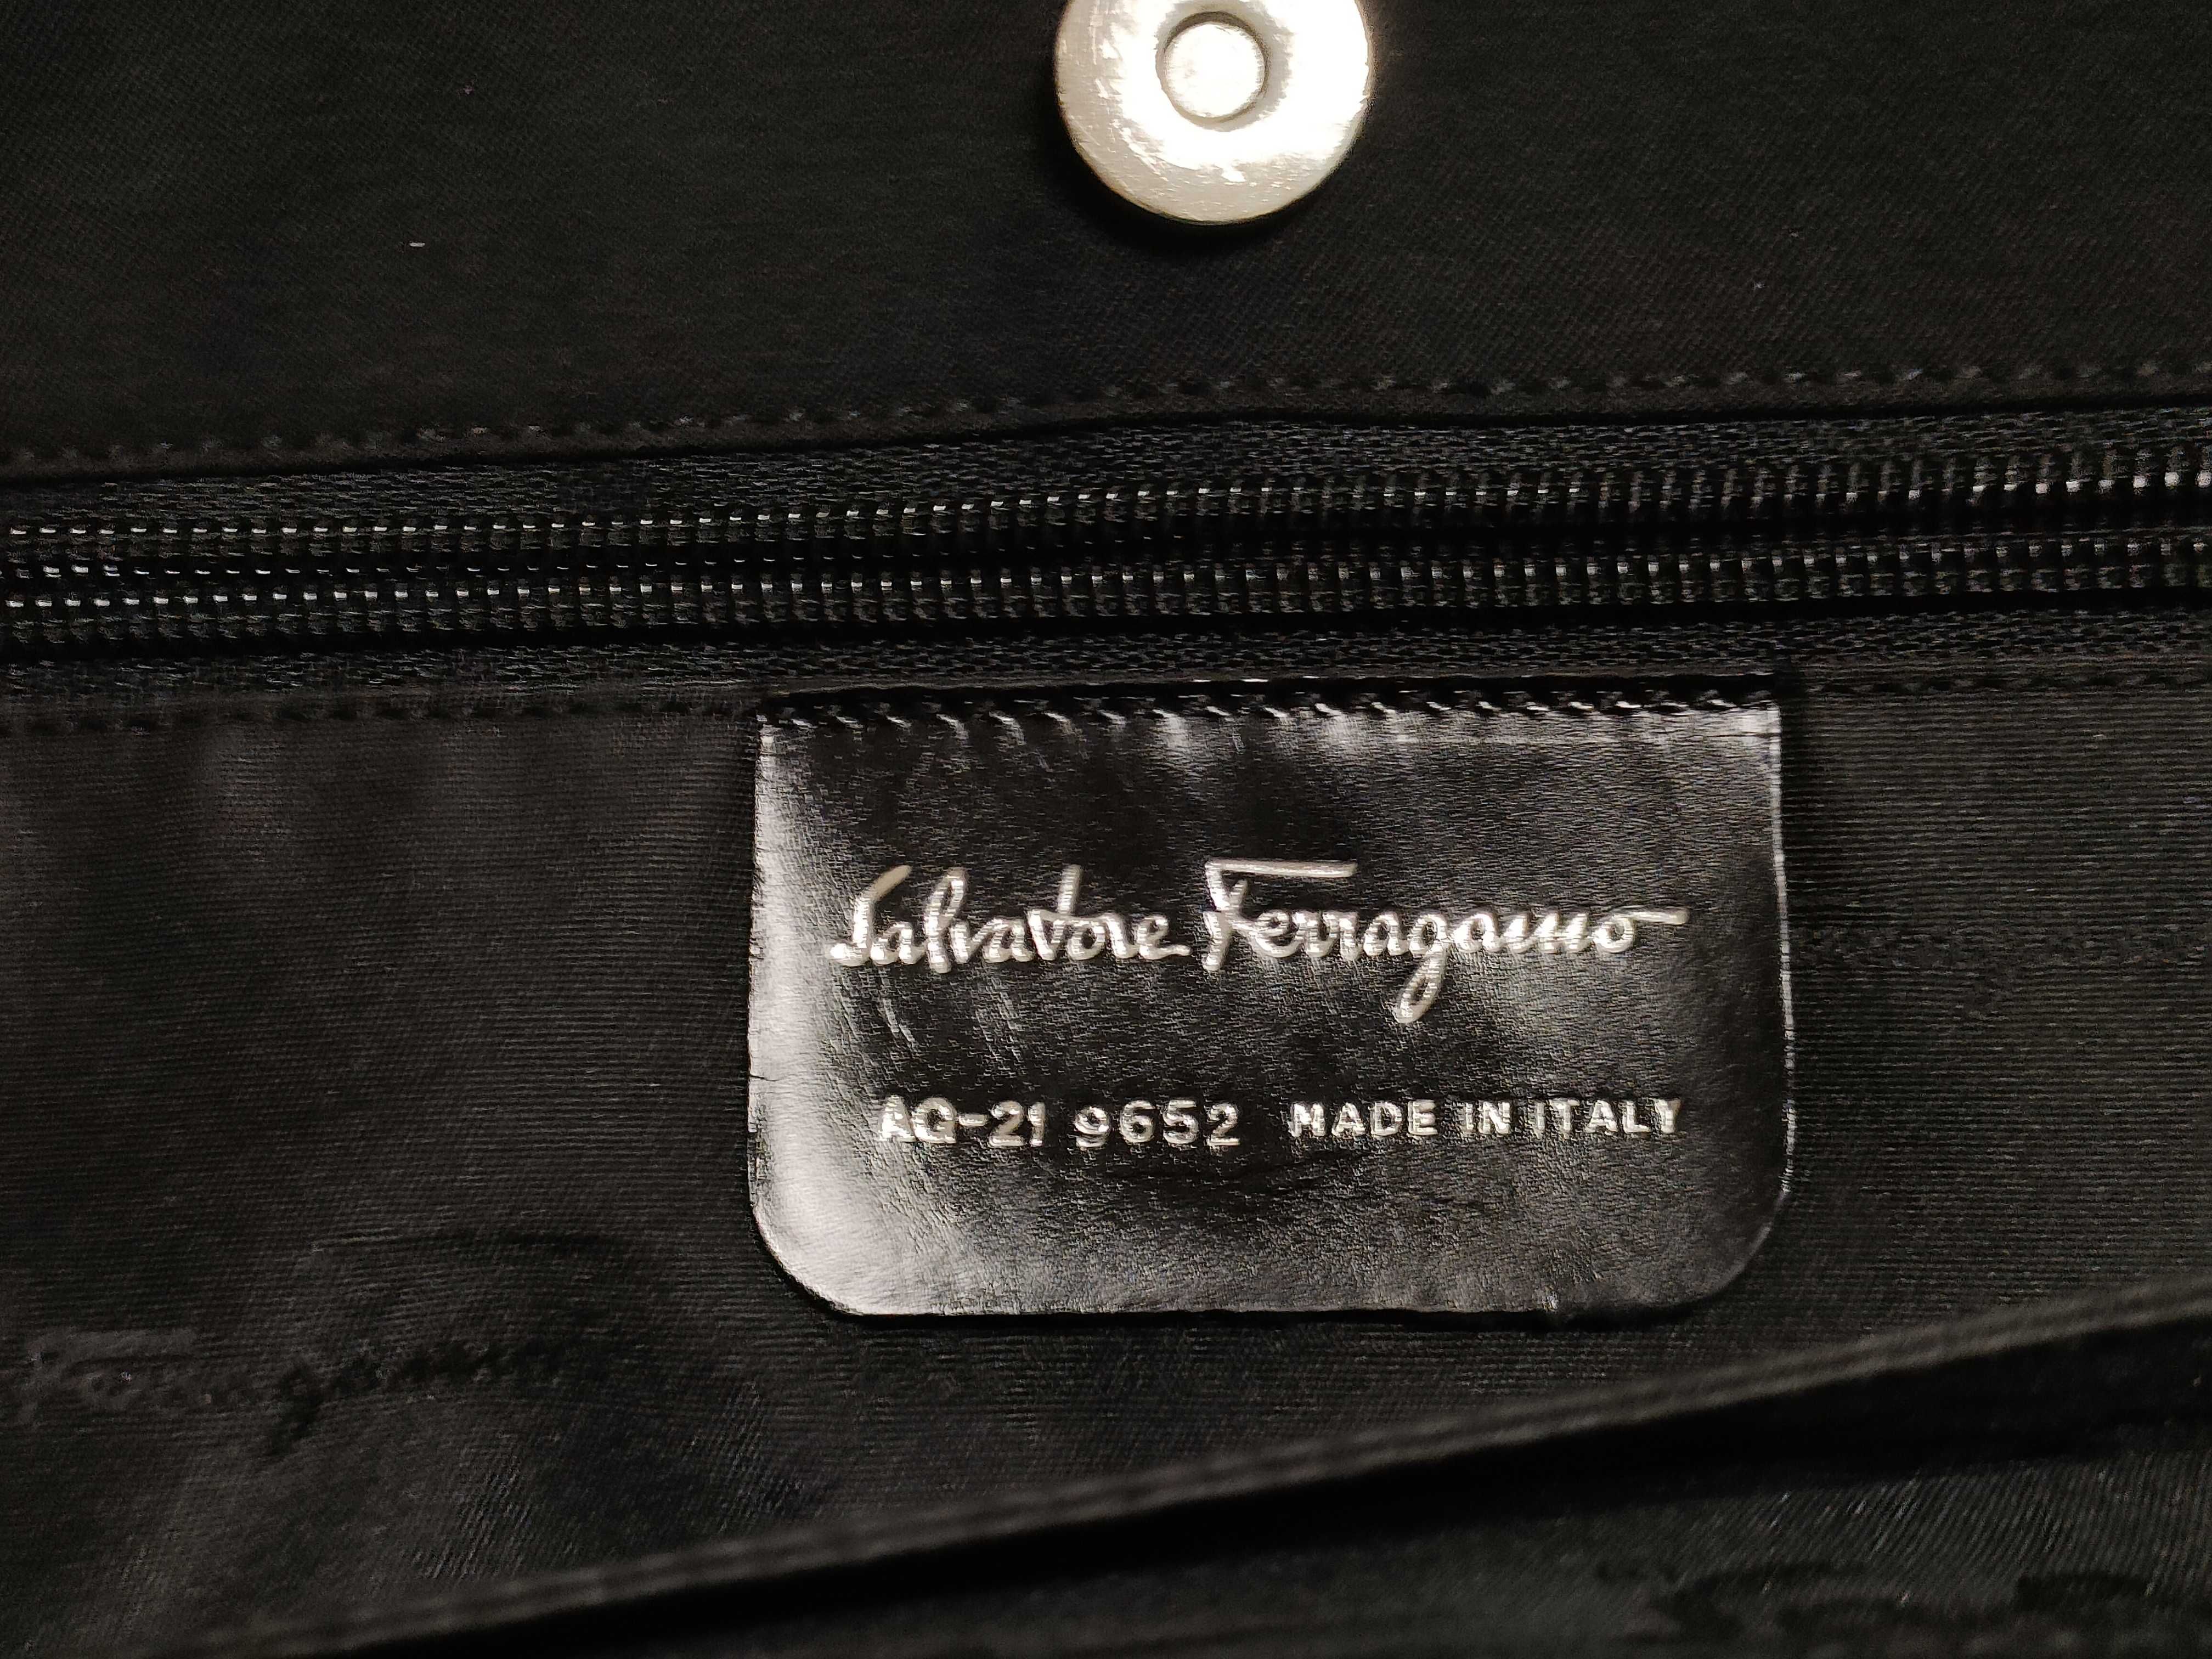 Salvatore Ferragamo
AQ-21 9652 MADE IN ITALY